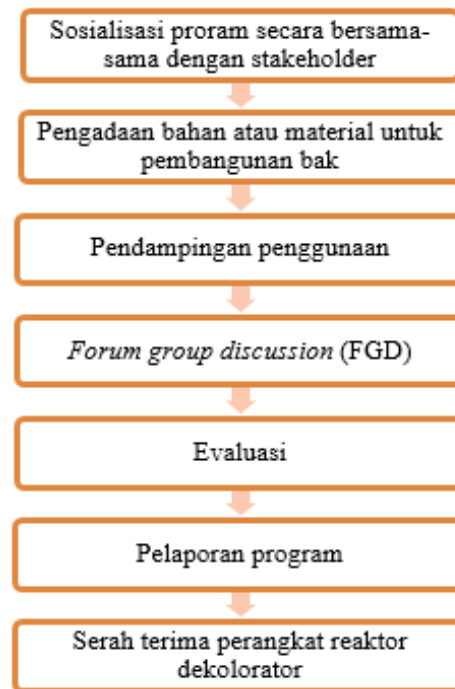 Sosialisasi proram secara bersama-
sama dengan stakeholder
Pengadaan bahan atau material untuk
pembangunan bak
Pendampingan penggunaan
Forum group discussion (FGD)
Evaluasi
Pelaporan program
Serah terima perangkat reaktor
dekolorator